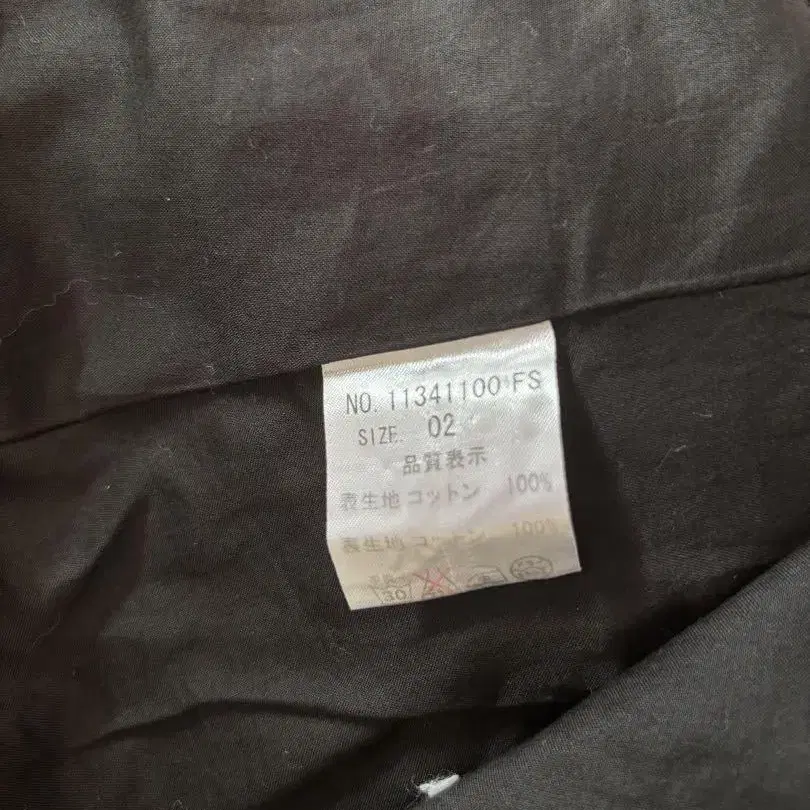 NO. 11341100 FS
SIZE. 02
品質表示
表生地 コットン 100%
表生地 コットン 100%
30